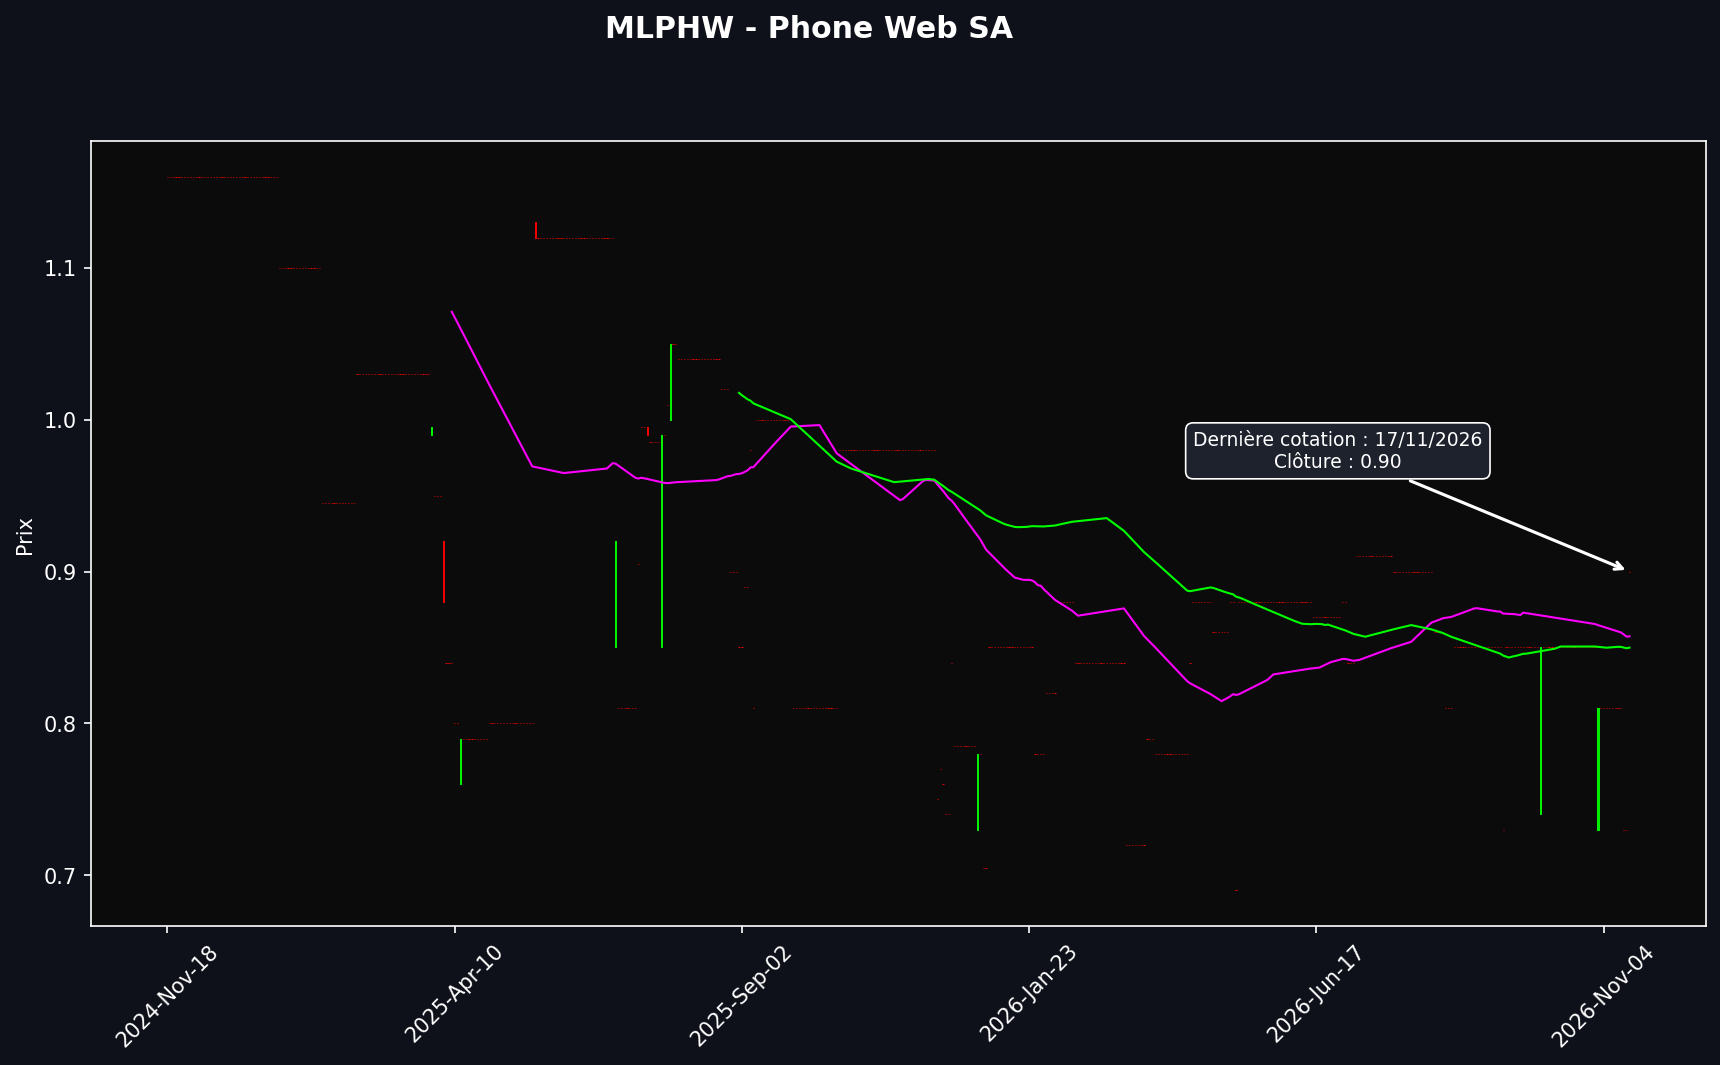 MLPHW - Phone Web SA
Prix
1.1
1.0
0.9
0.8
0.7
Dernière cotation : 17/11/2026
Clôture : 0.90
2024-Nov-18
2025-Apr-10
2025-Sep-02
2026-Jan-23
2026-Jun-17
2026-Nov-04